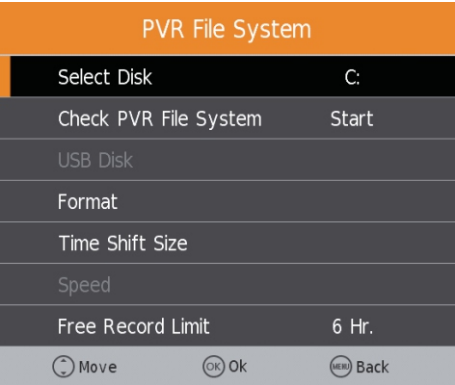 PVR File System
Select Disk C:
Check PVR File System Start
USB Disk
Format
Time Shift Size
Speed
Free Record Limit 6 Hr.
Move OK Ok MENU Back